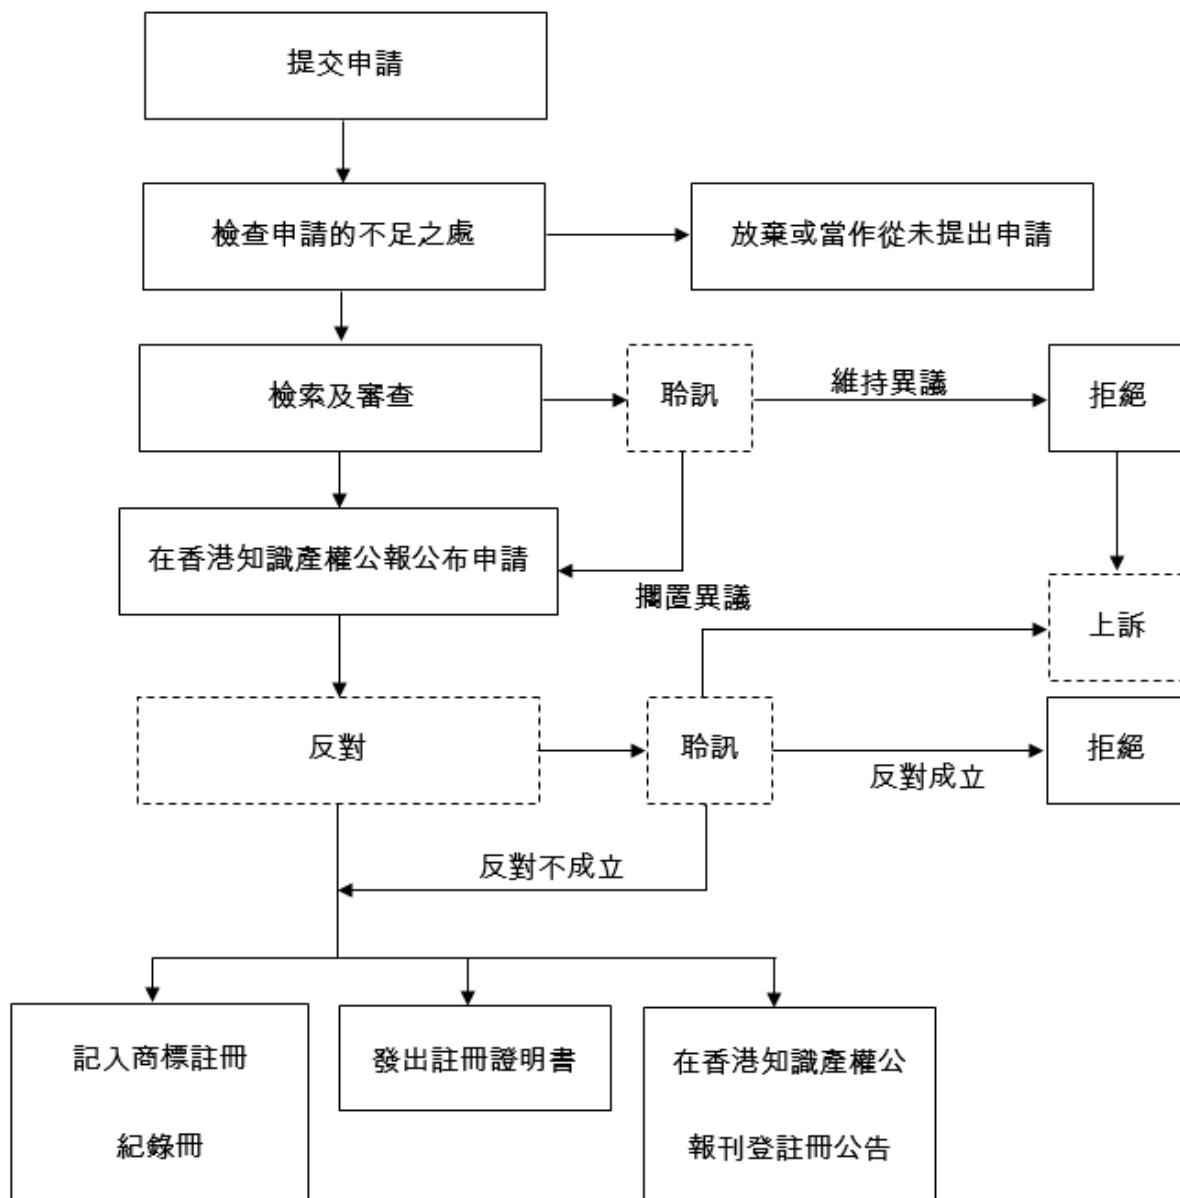 提交申請
檢查申請的不足之處
放棄或當作從未提出申請
檢索及審查
聆訊
維持異議
拒絕
在香港知識產權公報公布申請
擱置異議
上訴
反對
聆訊
反對成立
拒絕
反對不成立
記入商標註冊
紀錄冊
發出註冊證明書
在香港知識產權公
報刊登註冊公告